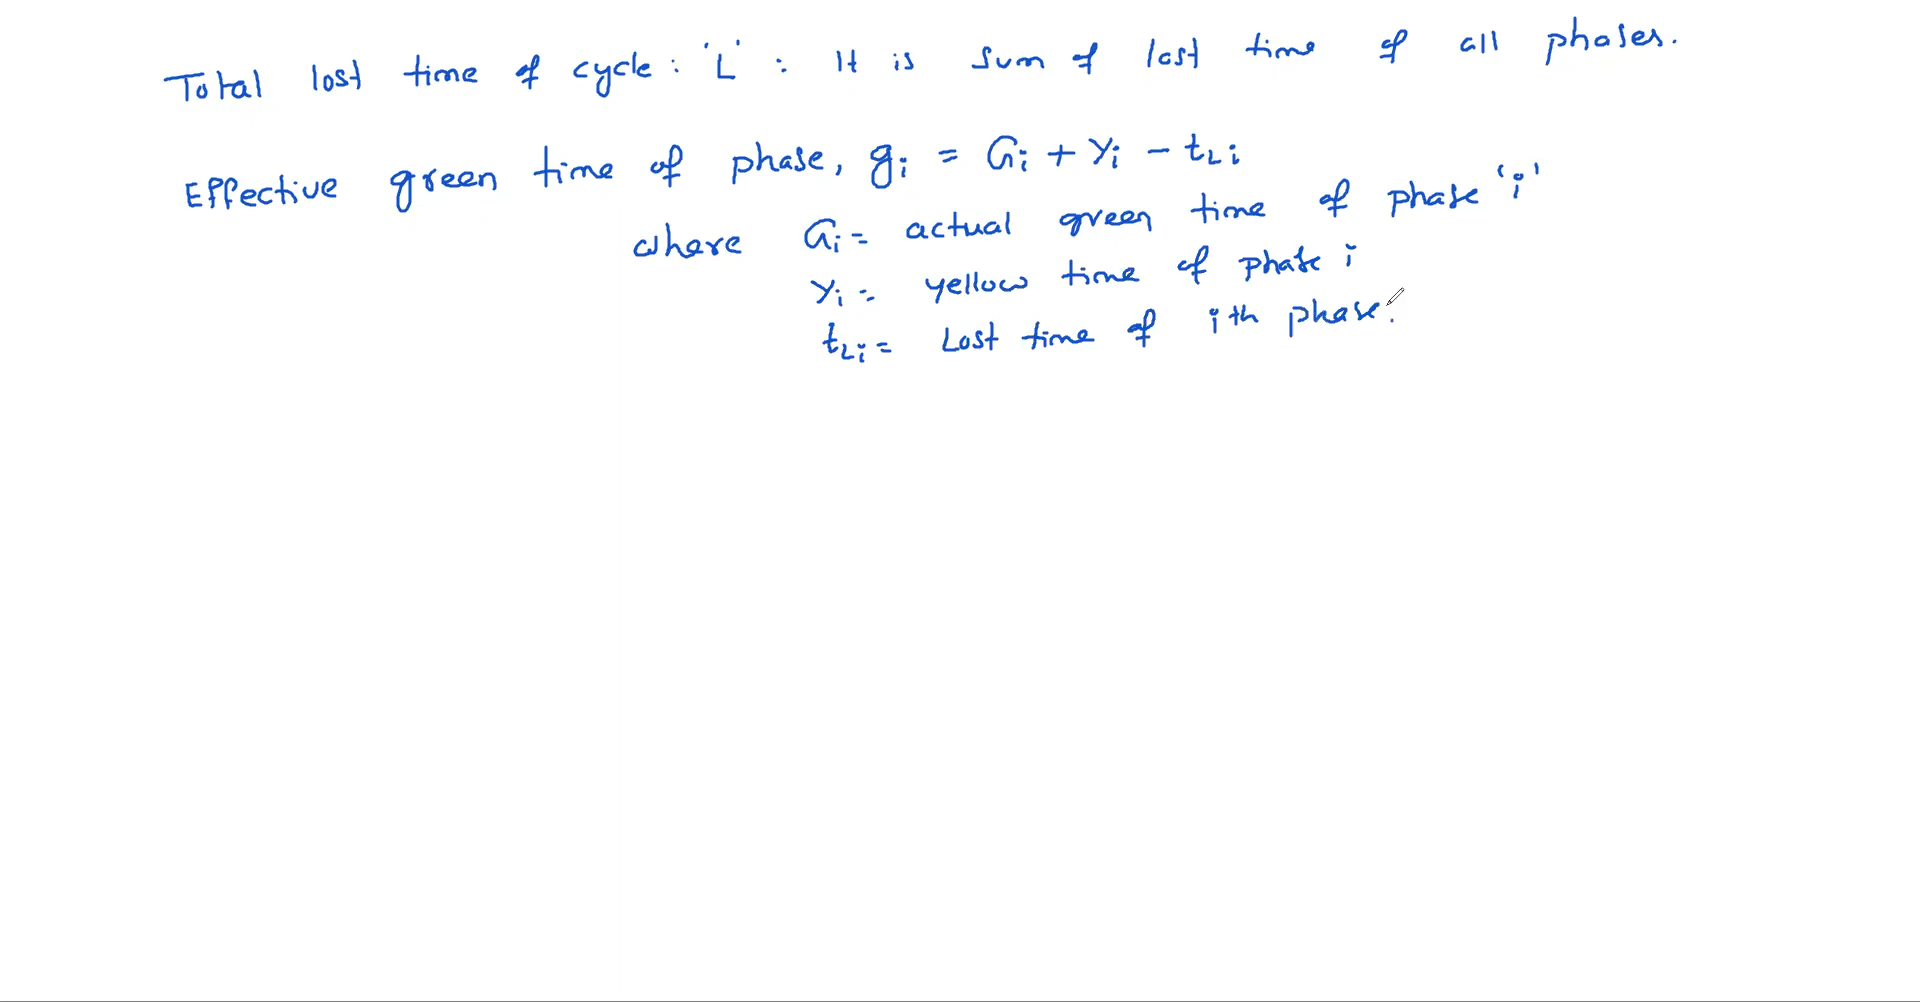 Total lost time of cycle: 'L' : It is sum of lost time of all phases.
Effective green time of phase, gi = Gi + Yi - tLi
where Gi = actual green time of phase 'i'
Yi = yellow time of phase i
tLi = Lost time of ith phase.